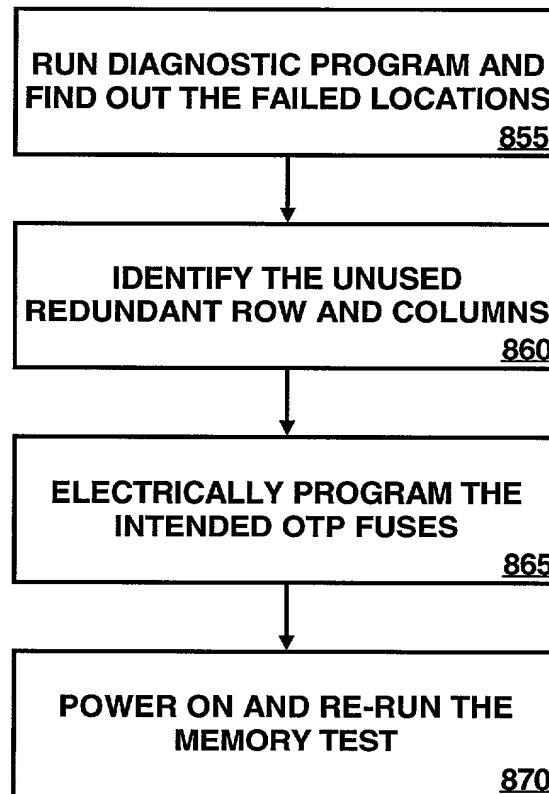 RUN DIAGNOSTIC PROGRAM AND
FIND OUT THE FAILED LOCATIONS
855
IDENTIFY THE UNUSED
REDUNDANT ROW AND COLUMNS
860
ELECTRICALLY PROGRAM THE
INTENDED OTP FUSES
865
POWER ON AND RE-RUN THE
MEMORY TEST
870